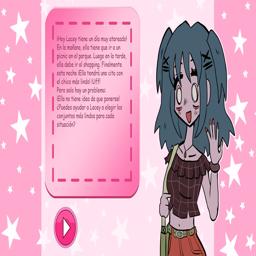 ¡Hoy Lacey tiene un día muy atareado!
En la mañana, ella tiene que ir a un
picnic en el parque. Luego en la tarde,
ella debe ir al shopping. Finalmente
esta noche ¡Ella tendrá una cita con
el chico más lindo! !Uff!
Pero solo hay un problema:
¡Ella no tiene idea de que ponerse!
¿Puedes ayudar a Lacey a elegir los
conjuntos más lindos para cada
situación?